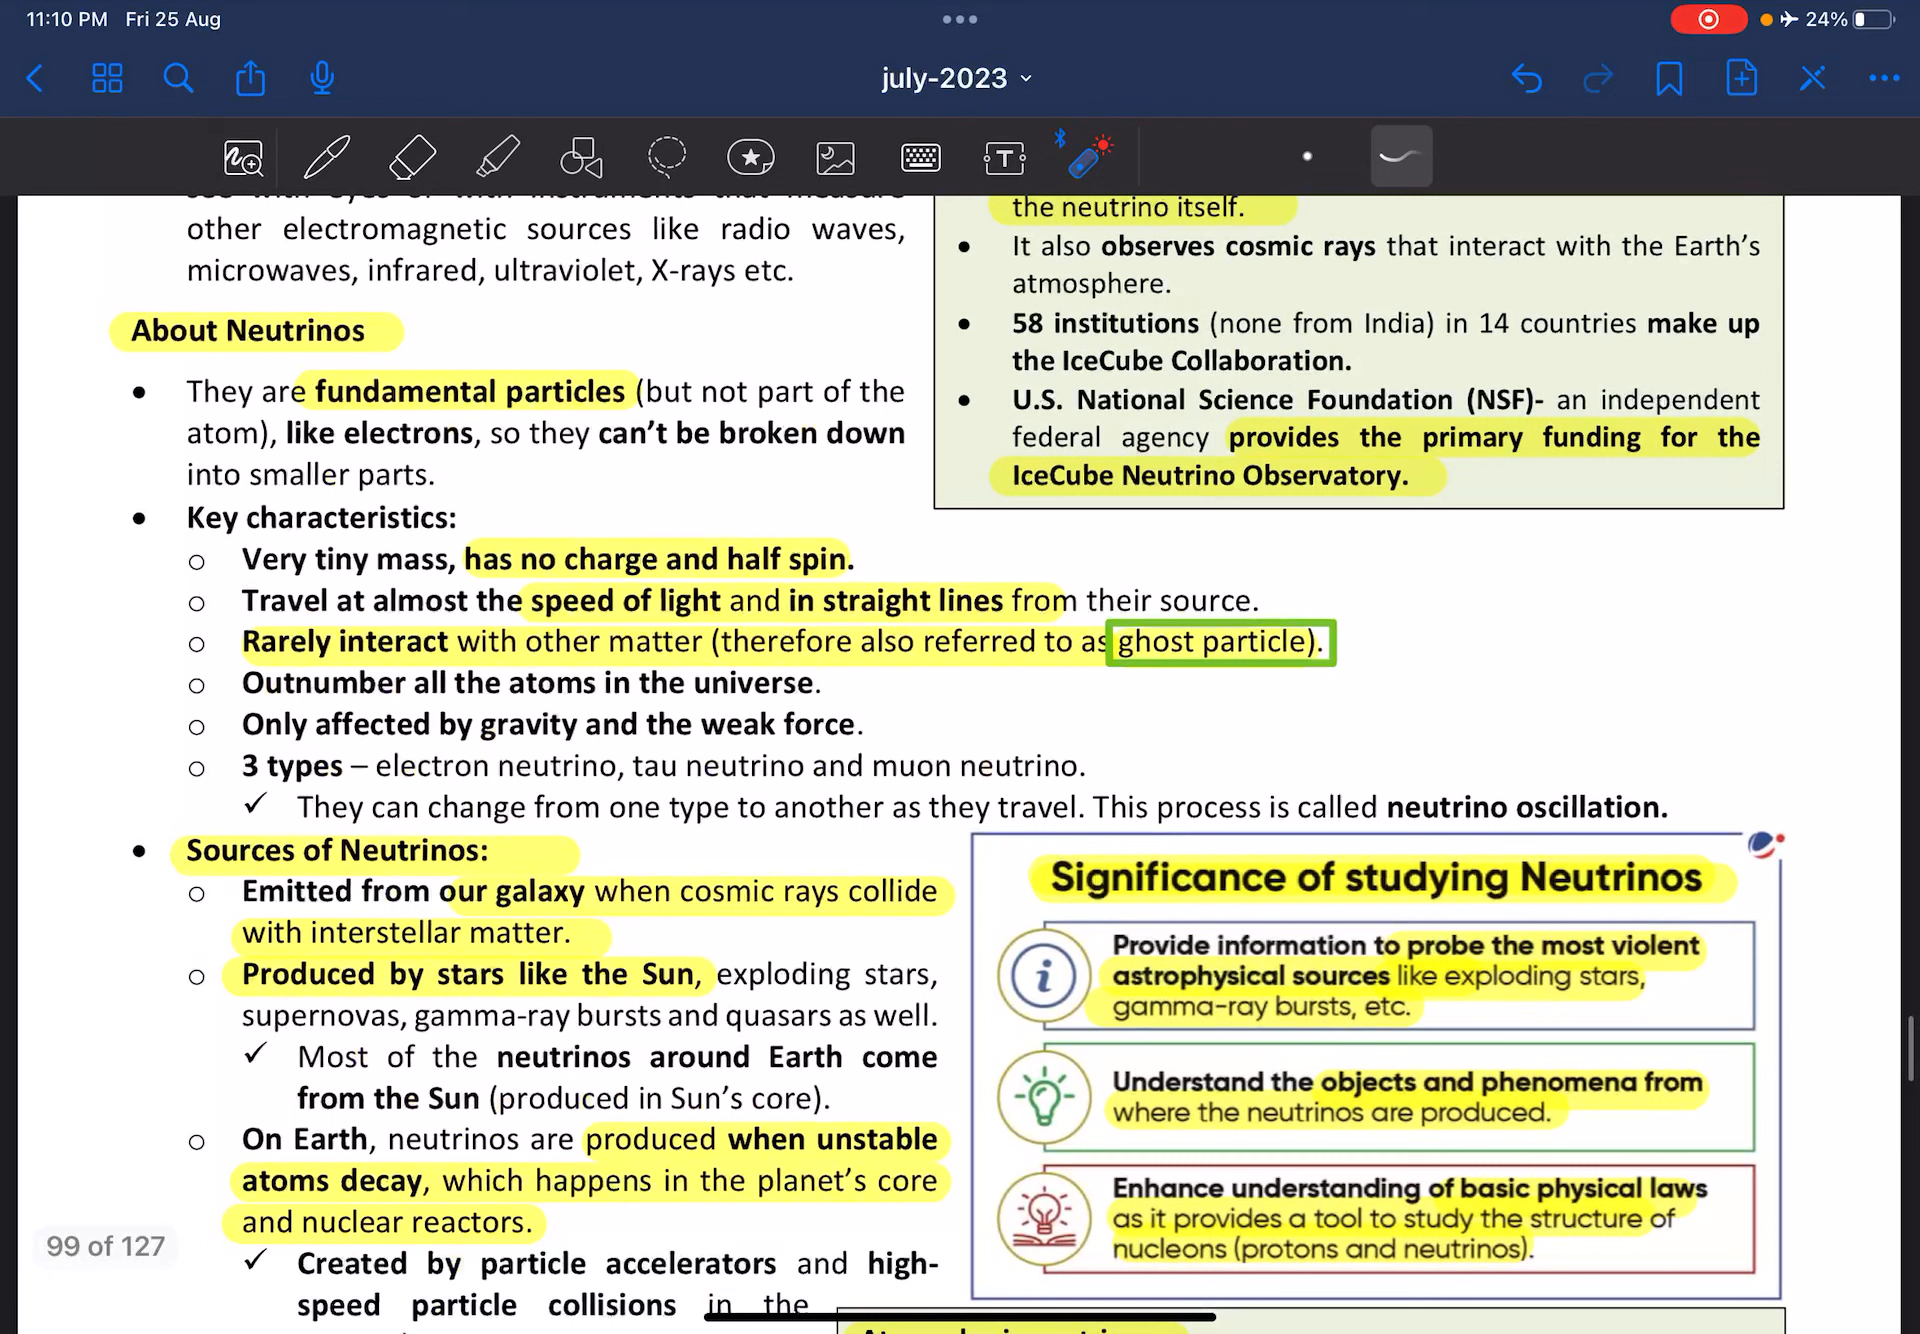 11:10 PM Fri 25 Aug
24%
july-2023
other electromagnetic sources like radio waves,
microwaves, infrared, ultraviolet, X-rays etc.
About Neutrinos
• They are fundamental particles (but not part of the
atom), like electrons, so they can't be broken down
into smaller parts.
the neutrino itself.
• It also observes cosmic rays that interact with the Earth's
atmosphere.
• 58 institutions (none from India) in 14 countries make up
the IceCube Collaboration.
• U.S. National Science Foundation (NSF)- an independent
federal agency provides the primary funding for the
IceCube Neutrino Observatory.
• Key characteristics:
o Very tiny mass, has no charge and half spin.
o Travel at almost the speed of light and in straight lines from their source.
o Rarely interact with other matter (therefore also referred to as ghost particle).
o Outnumber all the atoms in the universe.
o Only affected by gravity and the weak force.
o 3 types – electron neutrino, tau neutrino and muon neutrino.
✓ They can change from one type to another as they travel. This process is called neutrino oscillation.
• Sources of Neutrinos:
o Emitted from our galaxy when cosmic rays collide
with interstellar matter.
o Produced by stars like the Sun, exploding stars,
supernovas, gamma-ray bursts and quasars as well.
✓ Most of the neutrinos around Earth come
from the Sun (produced in Sun's core).
o On Earth, neutrinos are produced when unstable
atoms decay, which happens in the planet's core
and nuclear reactors.
✓ Created by particle accelerators and high-
speed particle collisions in the
Significance of studying Neutrinos
Provide information to probe the most violent
astrophysical sources like exploding stars,
gamma-ray bursts, etc.
Understand the objects and phenomena from
where the neutrinos are produced.
Enhance understanding of basic physical laws
as it provides a tool to study the structure of
nucleons (protons and neutrinos).
99 of 127